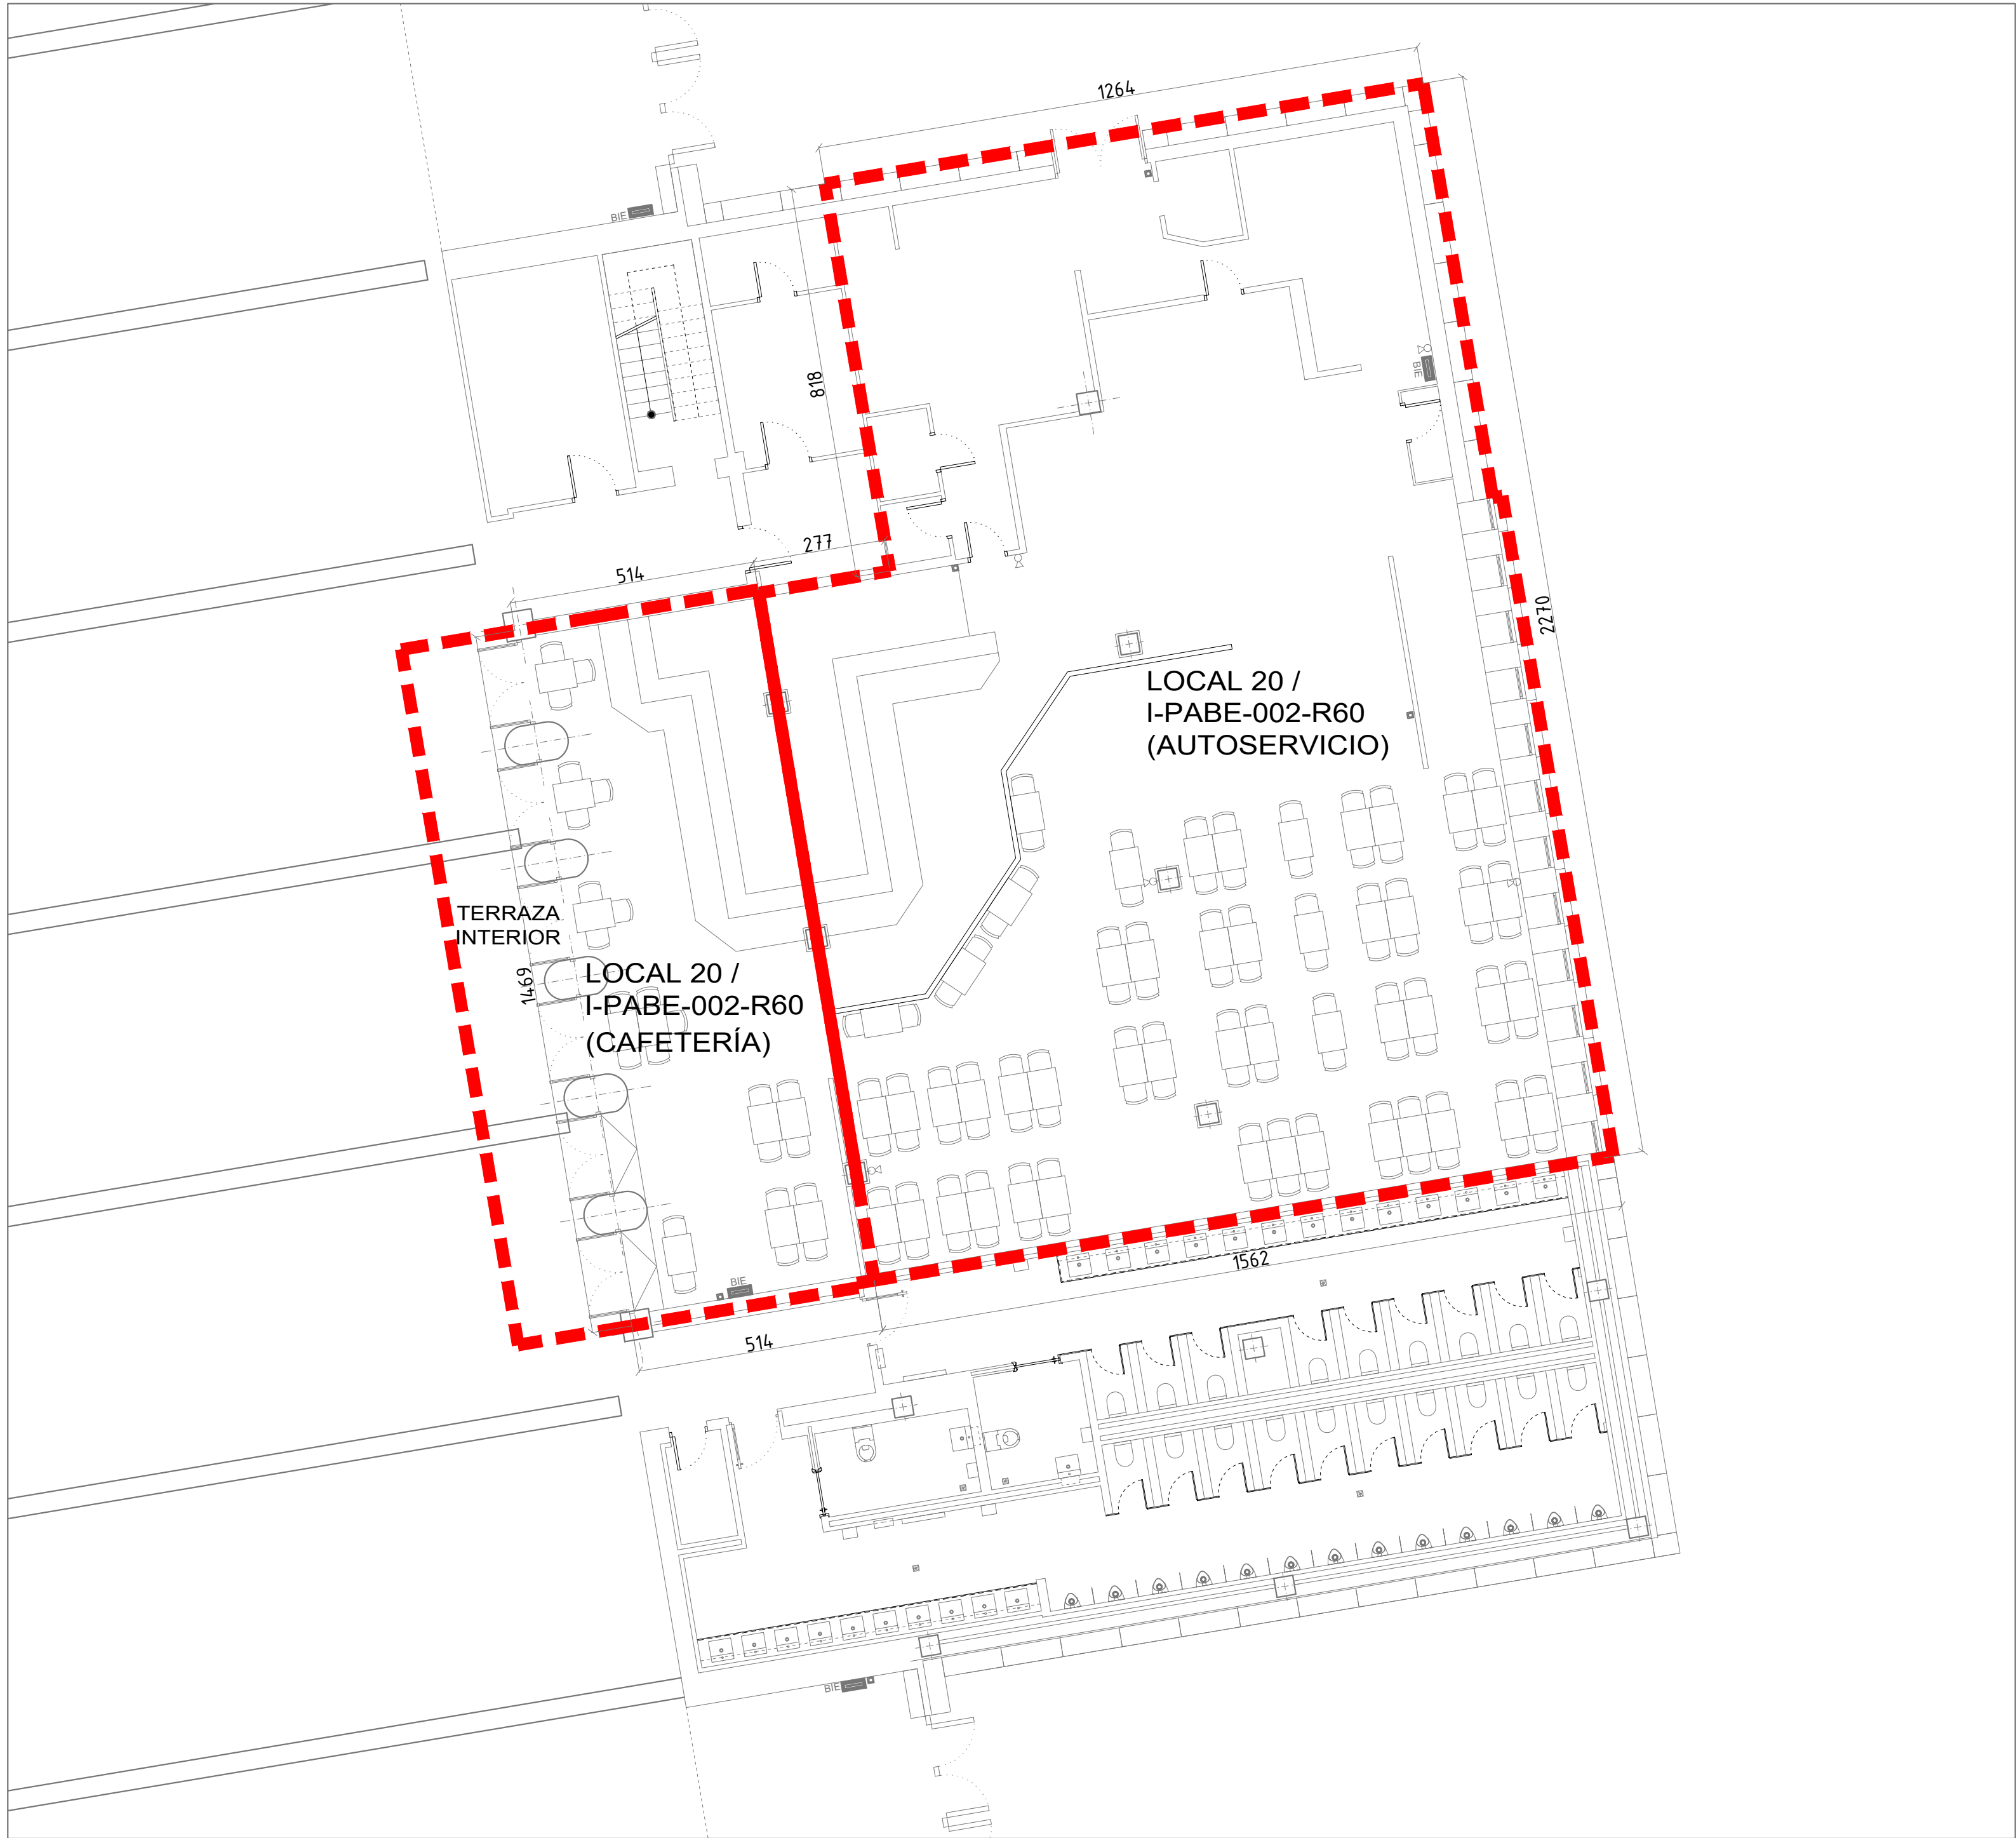 1264
BIE
818
BIE
277
514
2270
LOCAL 20 /
I-PABE-002-R60
(AUTOSERVICIO)
TERRAZA
INTERIOR
1469
LOCAL 20 /
I-PABE-002-R60
(CAFETERÍA)
1562
BIE
514
BIE